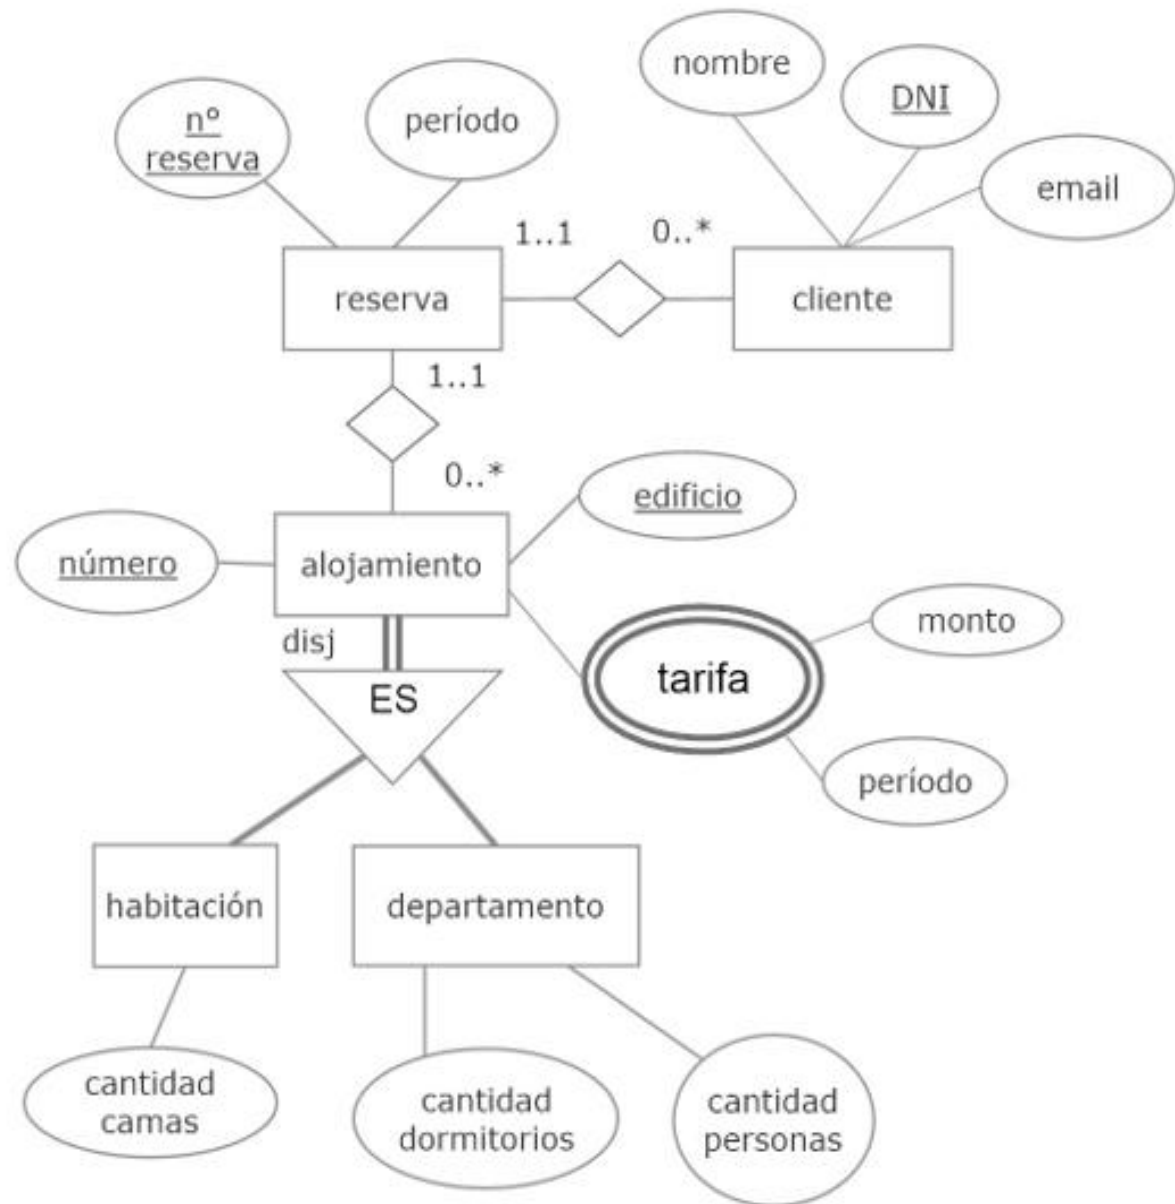 nombre
DNI
n°
reserva
período
email
1..1
0..*
reserva
cliente
1..1
0..*
edificio
número
alojamiento
monto
disj
tarifa
ES
período
habitación
departamento
cantidad
camas
cantidad
dormitorios
cantidad
personas